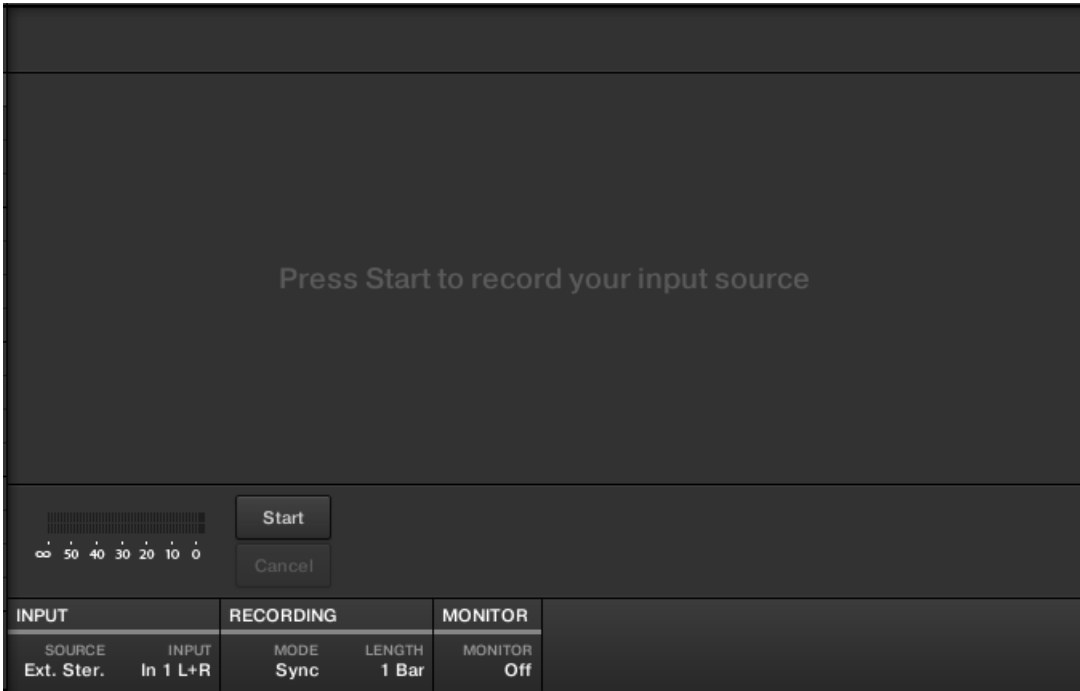 Press Start to record your input source
Start
∞ 50 40 30 20 10 0
Cancel
INPUT RECORDING MONITOR
SOURCE INPUT MODE LENGTH MONITOR
Ext. Ster. In 1 L+R Sync 1 Bar Off